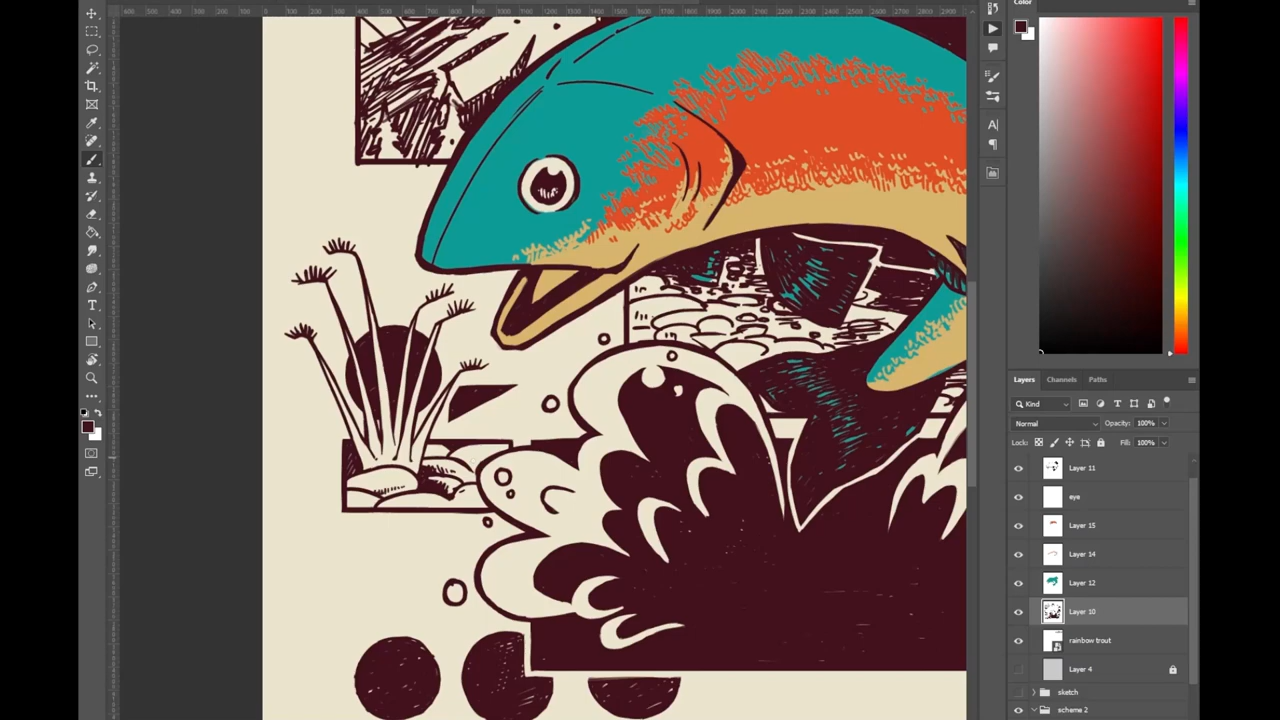 Color
Layers Channels Paths
Kind
Normal Opacity: 100%
Lock: Fill: 100%
Layer 11
eye
Layer 15
Layer 14
Layer 12
Layer 10
rainbow trout
Layer 4
sketch
scheme 2